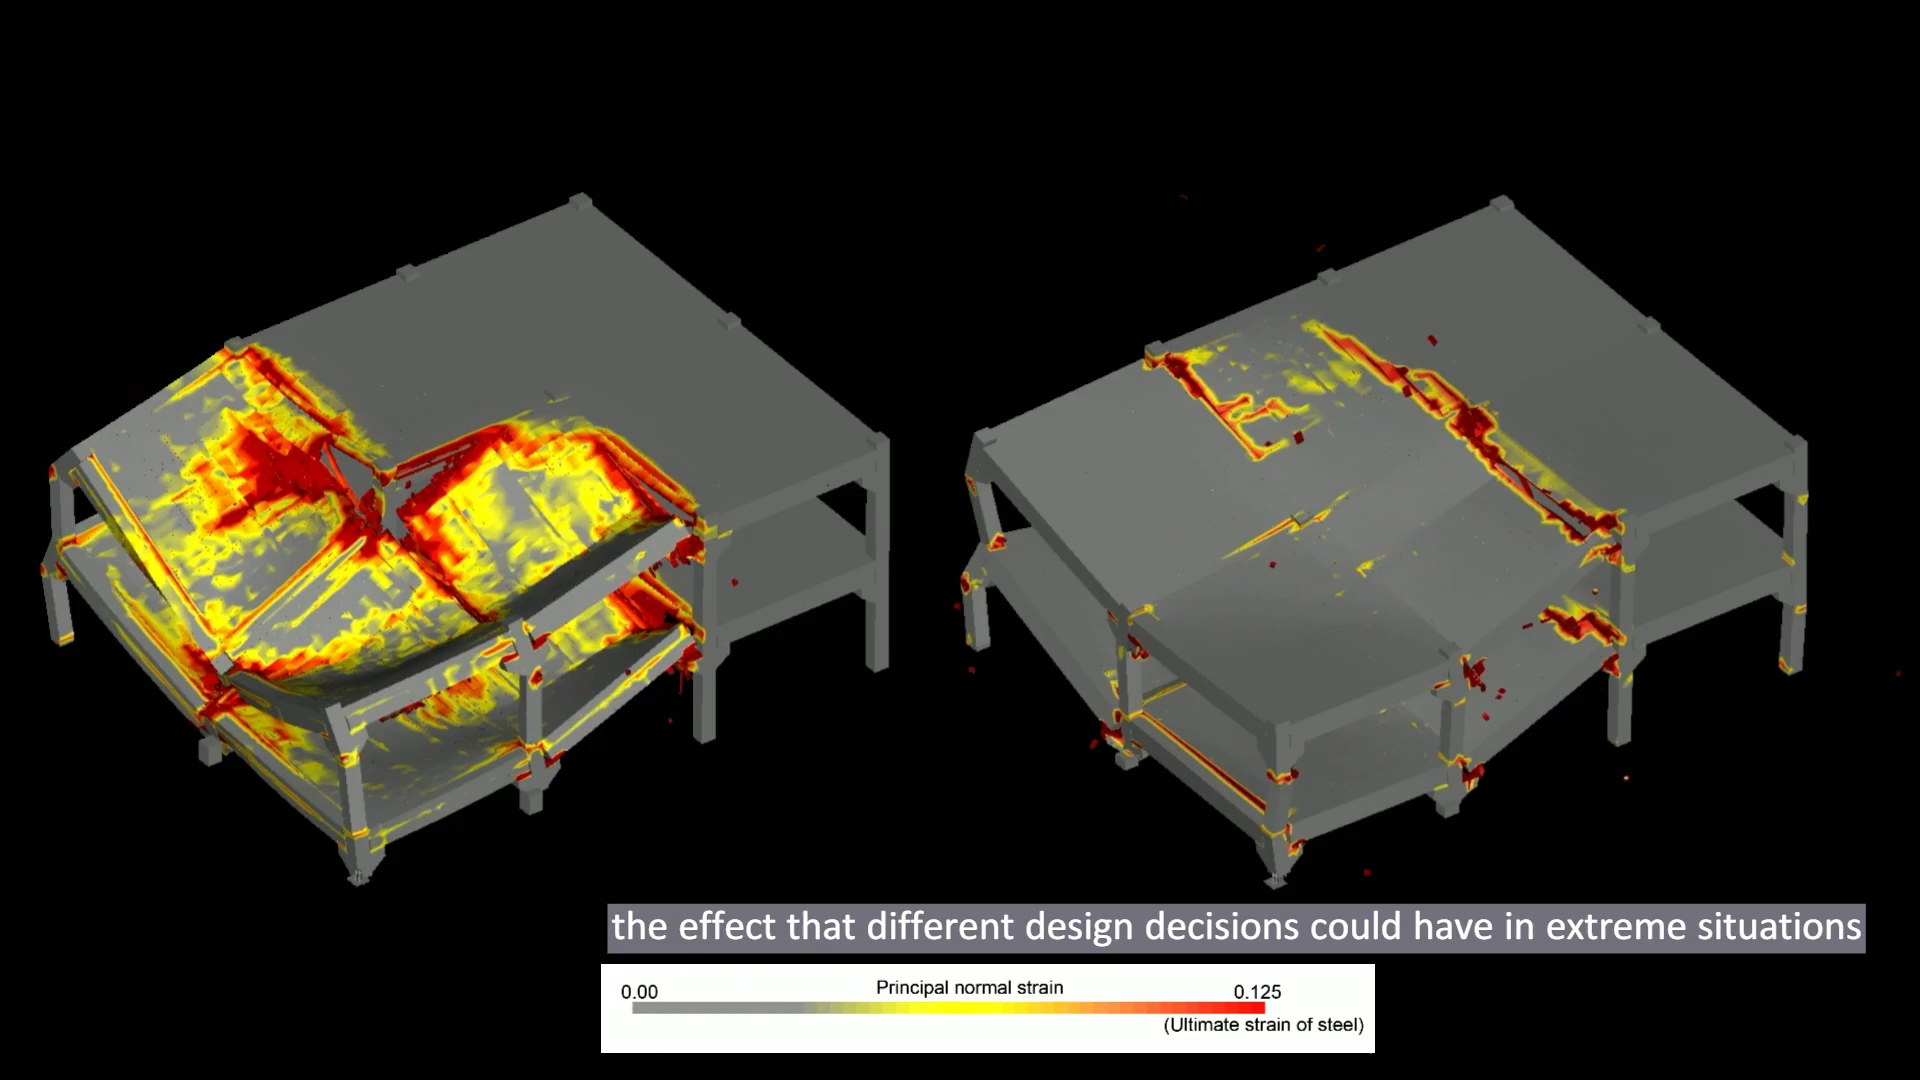 the effect that different design decisions could have in extreme situations
Principal normal strain
0.00
0.125
(Ultimate strain of steel)